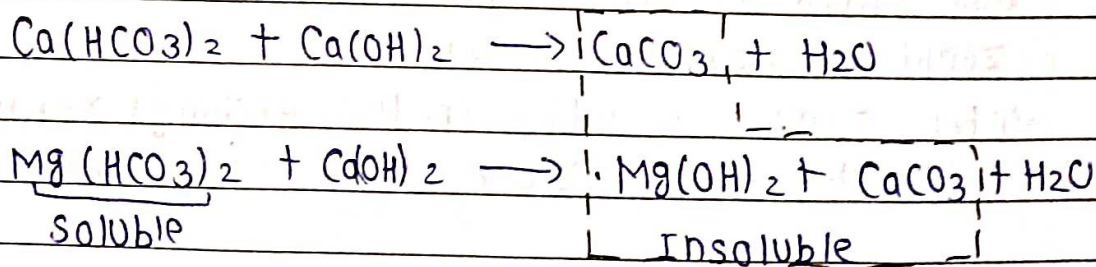 Ca(HCO3)2 + Ca(OH)2 ⟶ CaCO3 + H2O
Mg(HCO3)2 + Ca(OH)2 ⟶ Mg(OH)2 + CaCO3 + H2O
Soluble Insoluble